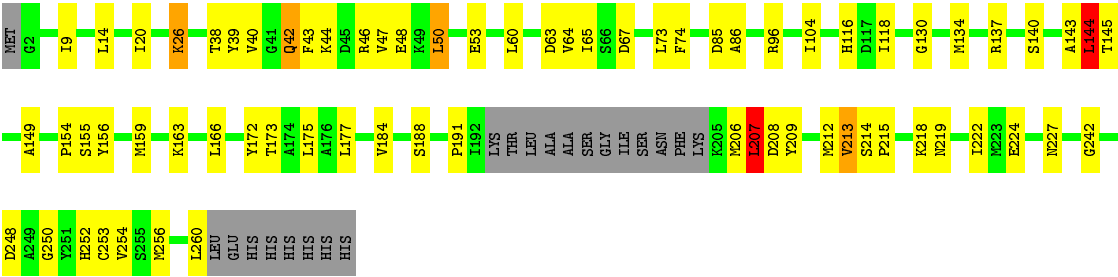 MET G2 I9 L14 I20 K26 T38 Y39 V40 G41 Q42 F43 K44 D45 R46 V47 E48 K49 L50 E53 L60 D63 V64 I65 S66 D67 L73 F74 D85 A86 R96 I104 H116 D117 I118 G130 M134 R137 S140 A143 L144 T145
A149 P154 S155 Y156 M159 K163 L166 Y172 T173 A174 L175 A176 L177 V184 S188 P191 I192 LYS THR LEU ALA ALA SER GLY ILE SER ASN PHE LYS K205 M206 L207 D208 Y209 M212 V213 S214 P215 K218 N219 I222 M223 E224 N227 G242
D248 A249 G250 Y251 H252 C253 V254 S255 M256 L260 LEU GLU HIS HIS HIS HIS HIS HIS